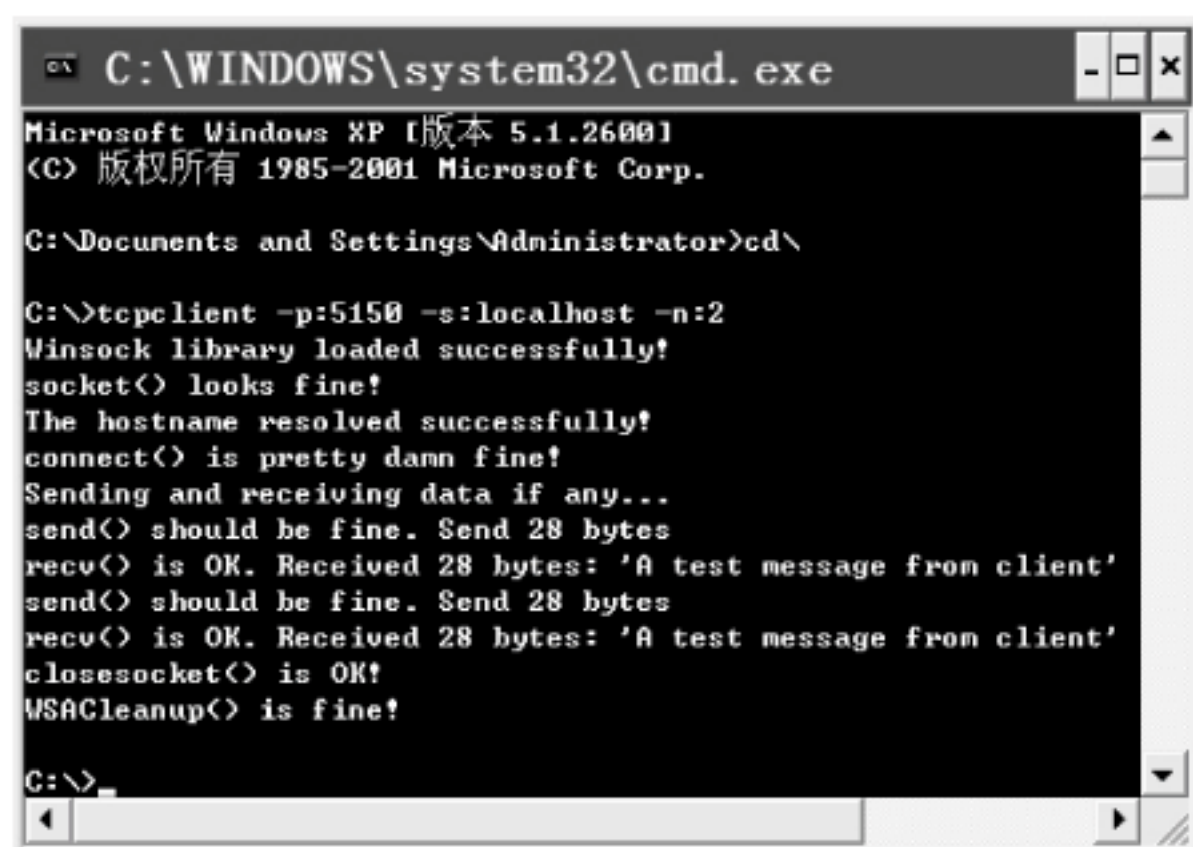 C:\WINDOWS\system32\cmd.exe
Microsoft Windows XP [版本 5.1.2600]
(C) 版权所有 1985-2001 Microsoft Corp.
C:\Documents and Settings\Administrator>cd\
C:\>tcpclient -p:5150 -s:localhost -n:2
Winsock library loaded successfully!
socket() looks fine!
The hostname resolved successfully!
connect() is pretty damn fine!
Sending and receiving data if any...
send() should be fine. Send 28 bytes
recv() is OK. Received 28 bytes: 'A test message from client'
send() should be fine. Send 28 bytes
recv() is OK. Received 28 bytes: 'A test message from client'
closesocket() is OK!
WSACleanup() is fine!
C:\>_